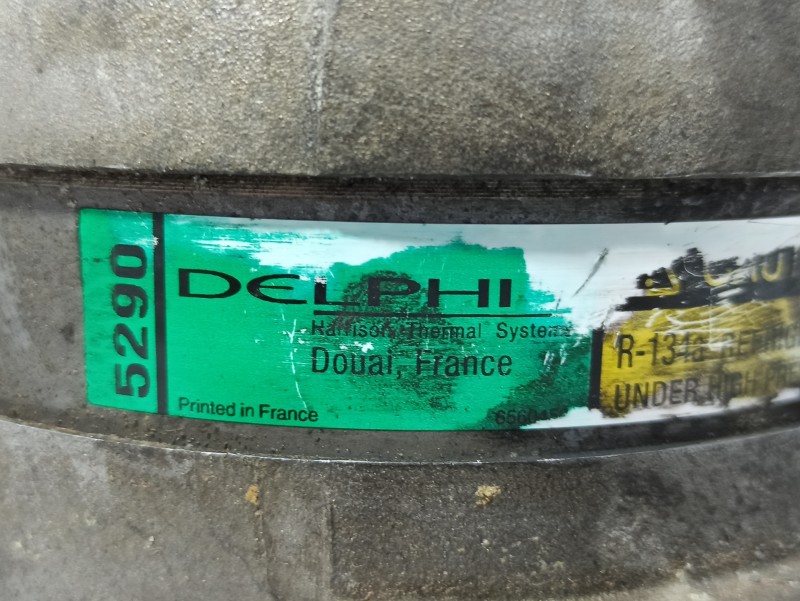 5290
DELPHI
Harrison Thermal Systems
Douai, France
Printed in France
R-134a
UNDER HIGH